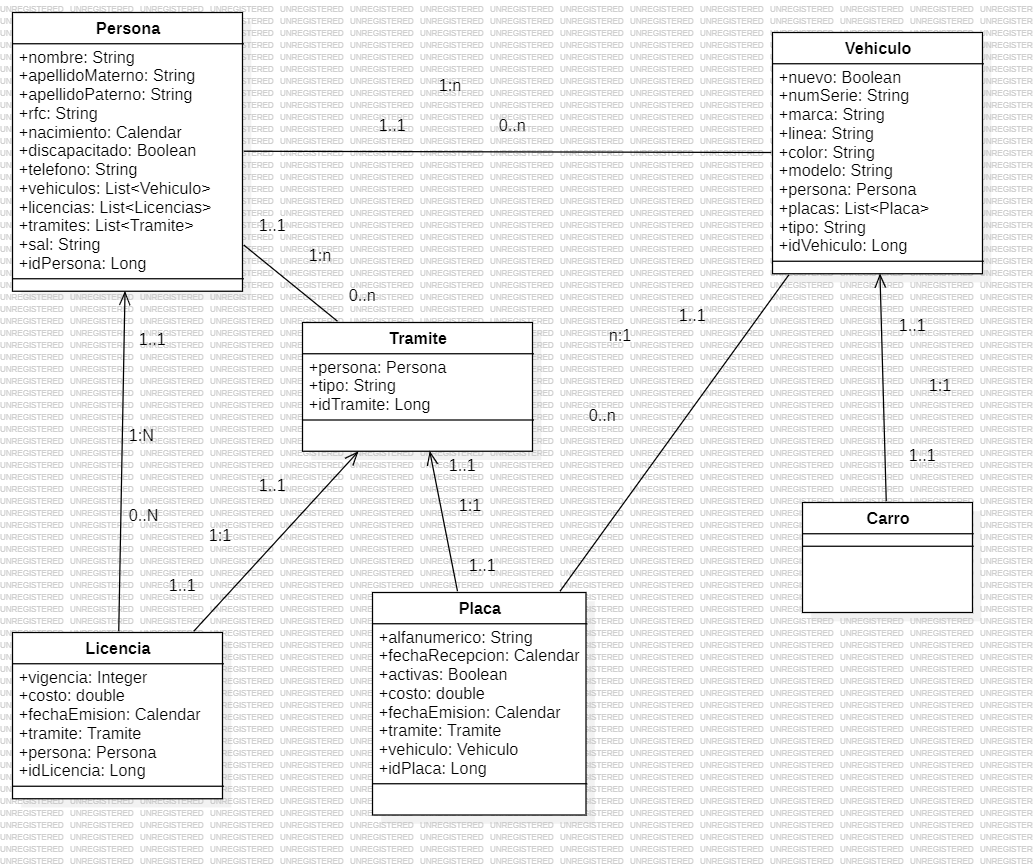 Persona
+nombre: String
+apellidoMaterno: String
+apellidoPaterno: String
+rfc: String
+nacimiento: Calendar
+discapacitado: Boolean
+telefono: String
+vehiculos: List<Vehiculo>
+licencias: List<Licencias>
+tramites: List<Tramite>
+sal: String
+idPersona: Long
1:n
1..1
0..n
Vehiculo
+nuevo: Boolean
+numSerie: String
+marca: String
+linea: String
+color: String
+modelo: String
+persona: Persona
+placas: List<Placa>
+tipo: String
+idVehiculo: Long
1..1
1:n
0..n
Tramite
+persona: Persona
+tipo: String
+idTramite: Long
1..1
n:1
0..n
1..1
1:1
1..1
1..1
1:N
0..N
1..1
1:1
1..1
1..1
1:1
1..1
Carro
Licencia
+vigencia: Integer
+costo: double
+fechaEmision: Calendar
+tramite: Tramite
+persona: Persona
+idLicencia: Long
Placa
+alfanumerico: String
+fechaRecepcion: Calendar
+activas: Boolean
+costo: double
+fechaEmision: Calendar
+tramite: Tramite
+vehiculo: Vehiculo
+idPlaca: Long
UNREGISTERED